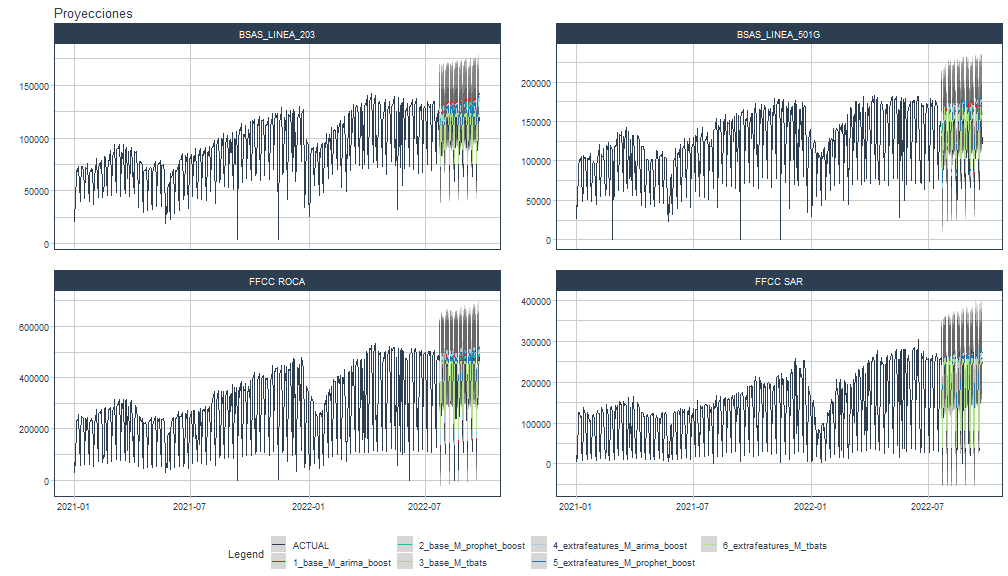 Proyecciones
BSAS_LINEA_203
BSAS_LINEA_501G
150000
100000
50000
0
200000
150000
100000
50000
0
FFCC ROCA
FFCC SAR
600000
400000
200000
0
400000
300000
200000
100000
0
2021-01 2021-07 2022-01 2022-07
2021-01 2021-07 2022-01 2022-07
Legend
ACTUAL 2_base_M_prophet_boost 4_extrafeatures_M_arima_boost 6_extrafeatures_M_tbats
1_base_M_arima_boost 3_base_M_tbats 5_extrafeatures_M_prophet_boost